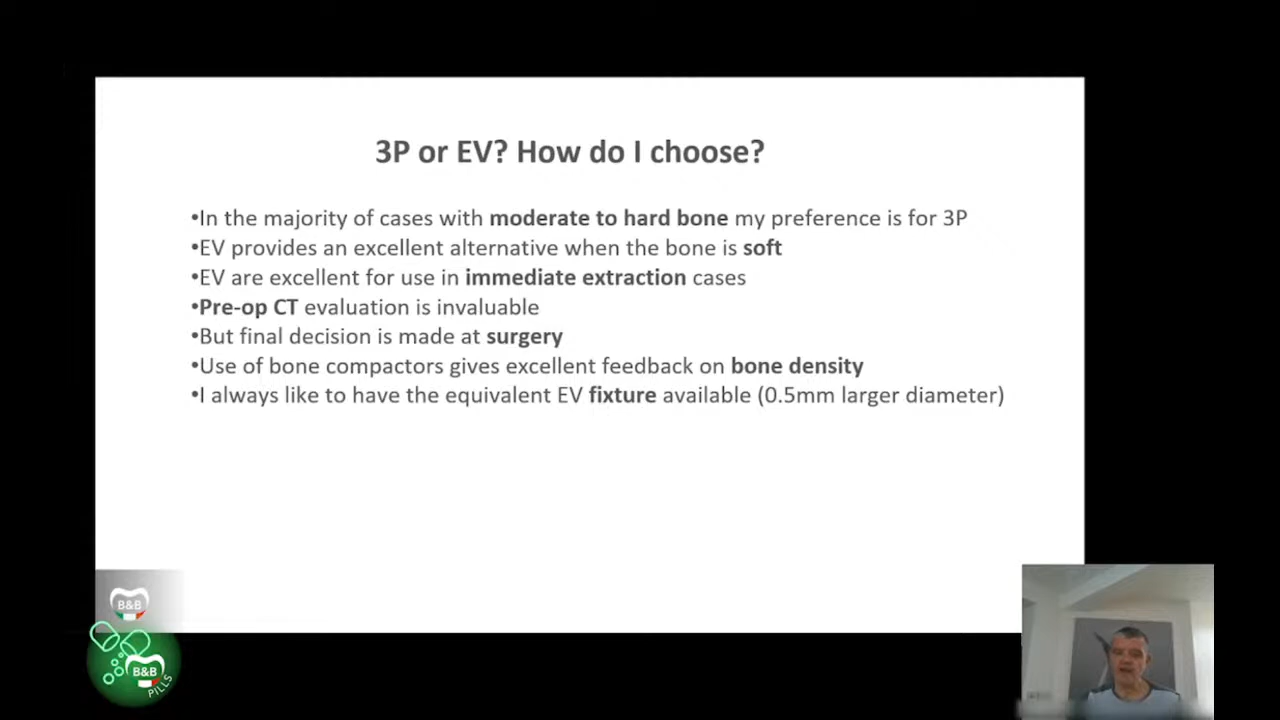 3P or EV? How do I choose?
•In the majority of cases with moderate to hard bone my preference is for 3P
•EV provides an excellent alternative when the bone is soft
•EV are excellent for use in immediate extraction cases
•Pre-op CT evaluation is invaluable
•But final decision is made at surgery
•Use of bone compactors gives excellent feedback on bone density
•I always like to have the equivalent EV fixture available (0.5mm larger diameter)
B&B
B&B
PILLS